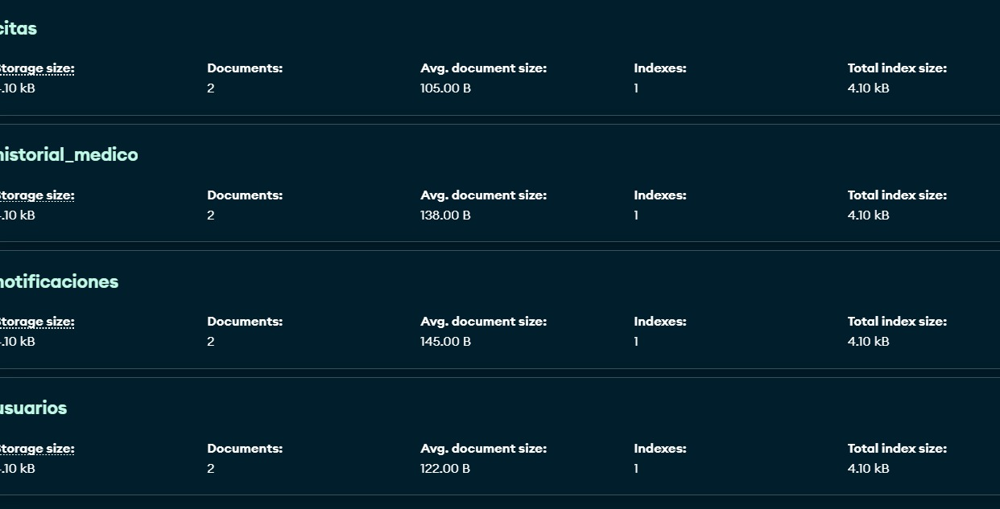 citas
Storage size: Documents: Avg. document size: Indexes: Total index size:
4.10 kB 2 105.00 B 1 4.10 kB
historial_medico
Storage size: Documents: Avg. document size: Indexes: Total index size:
4.10 kB 2 138.00 B 1 4.10 kB
notificaciones
Storage size: Documents: Avg. document size: Indexes: Total index size:
4.10 kB 2 145.00 B 1 4.10 kB
usuarios
Storage size: Documents: Avg. document size: Indexes: Total index size:
4.10 kB 2 122.00 B 1 4.10 kB